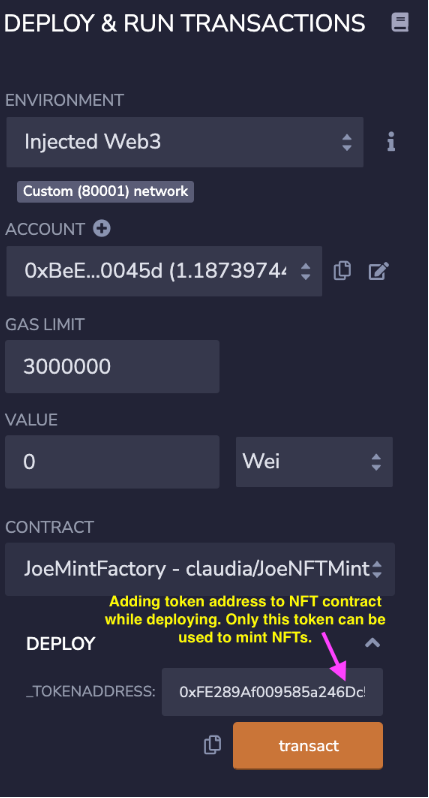 DEPLOY & RUN TRANSACTIONS
ENVIRONMENT
Injected Web3
Custom (80001) network
ACCOUNT
0xBeE...0045d (1.18739744
GAS LIMIT
3000000
VALUE
0 Wei
CONTRACT
JoeMintFactory - claudia/JoeNFTMint
Adding token address to NFT contract
while deploying. Only this token can be
used to mint NFTs.
DEPLOY
_TOKENADDRESS: 0xFE289Af009585a246Dc
transact